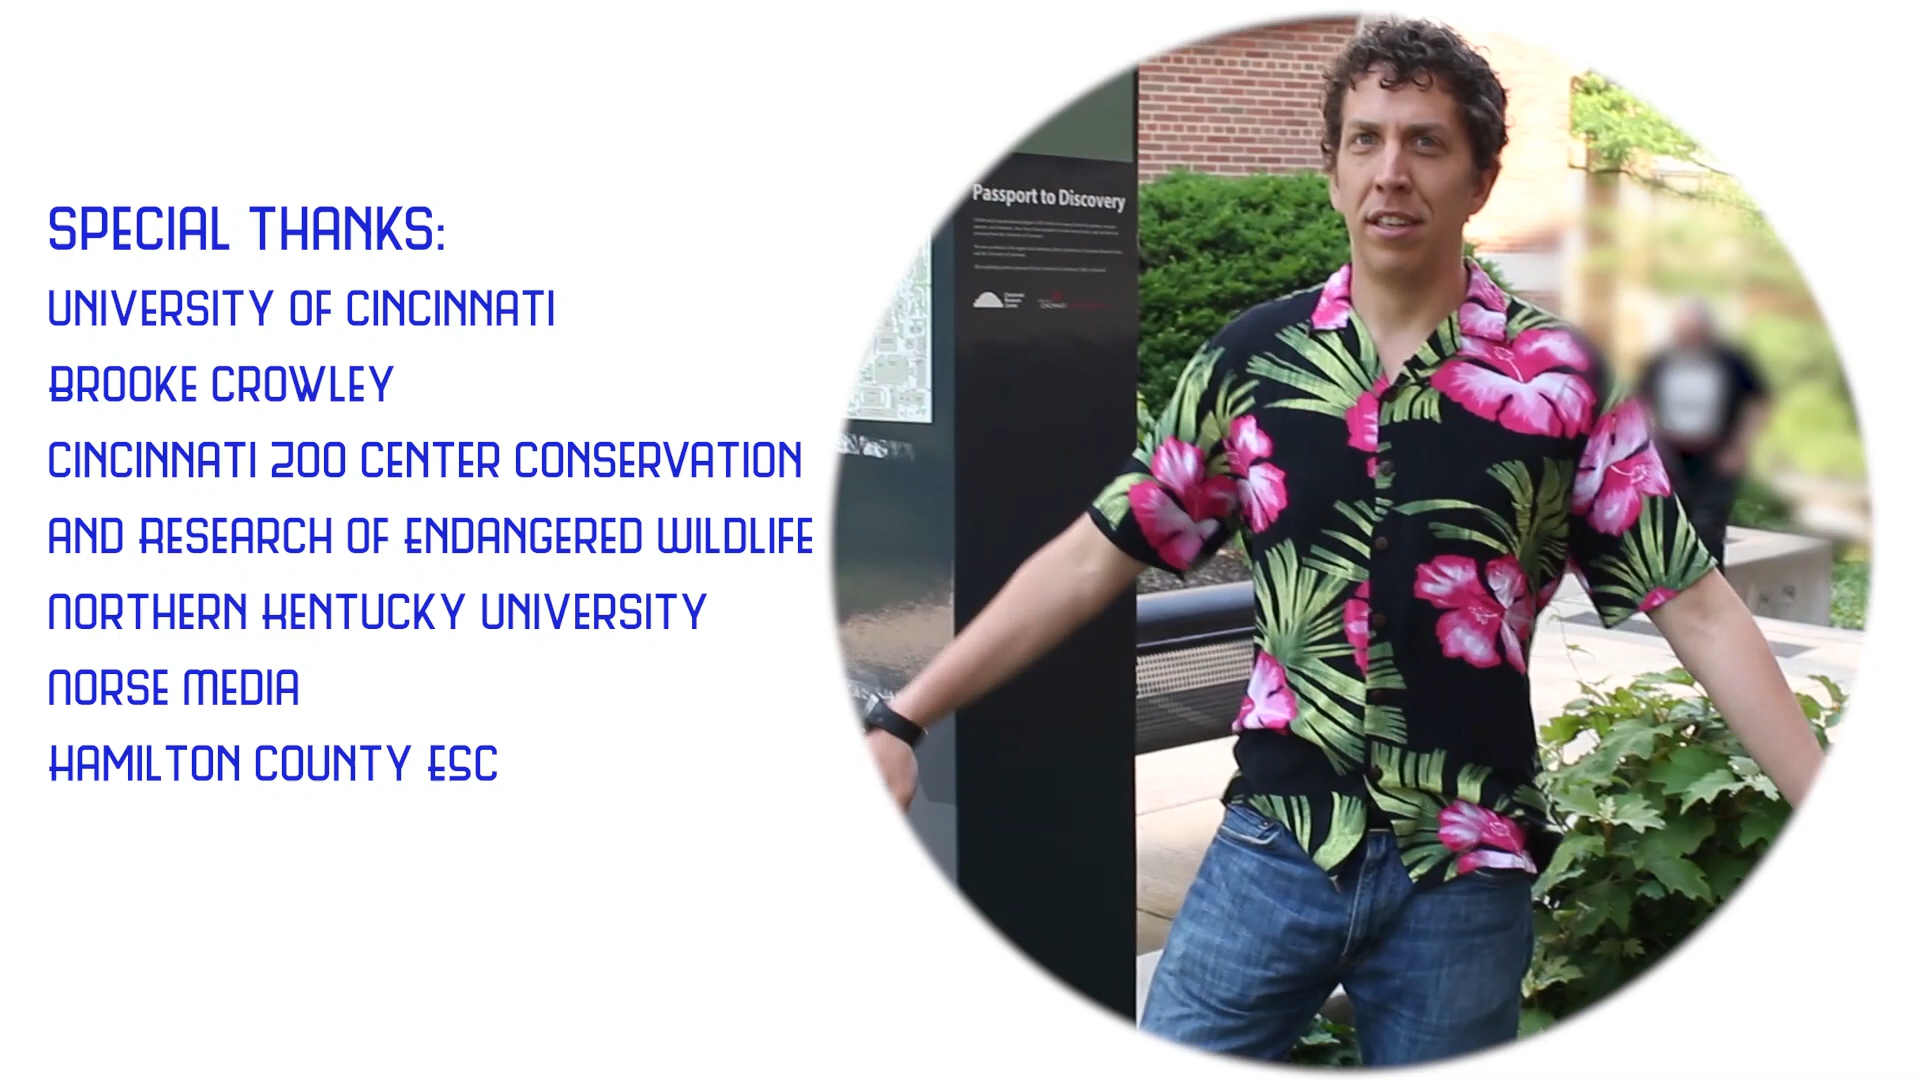 SPECIAL THANKS:
UNIVERSITY OF CINCINNATI
BROOKE CROWLEY
CINCINNATI ZOO CENTER CONSERVATION
AND RESEARCH OF ENDANGERED WILDLIFE
NORTHERN KENTUCKY UNIVERSITY
NORSE MEDIA
HAMILTON COUNTY ESC
Passport to Discovery